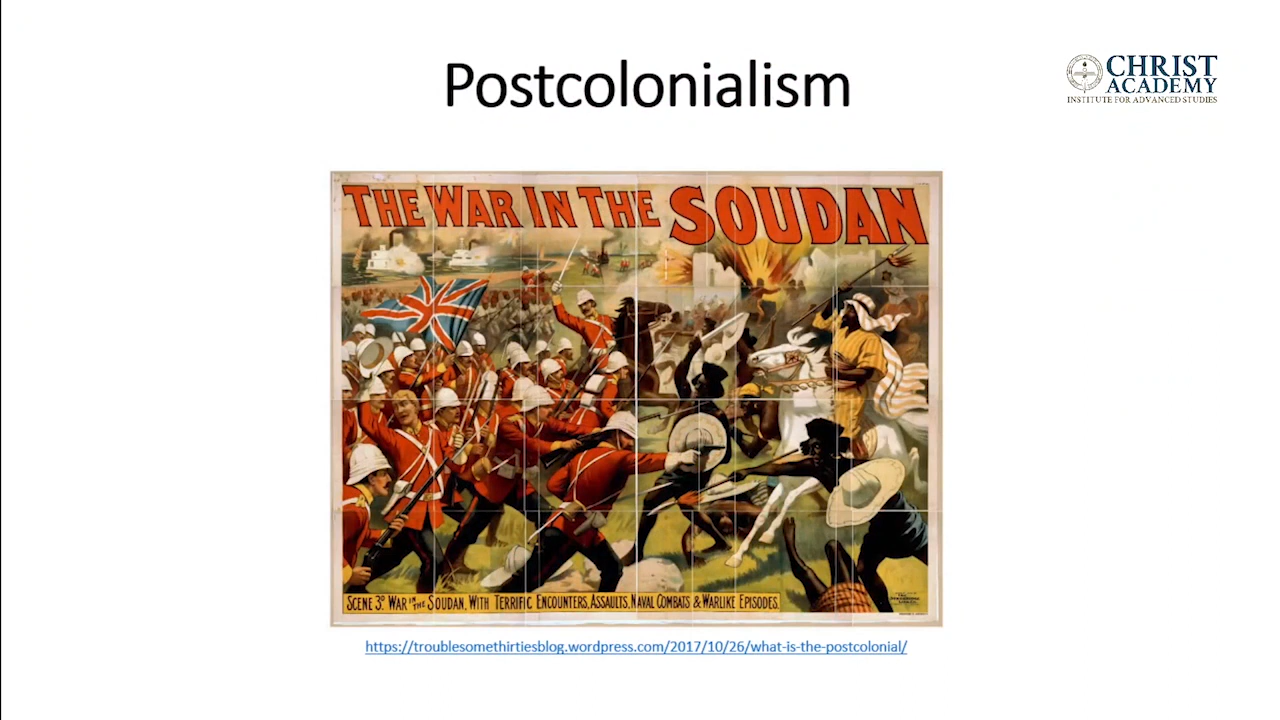 Postcolonialism
CHRIST
ACADEMY
INSTITUTE FOR ADVANCED STUDIES
THE WAR IN THE SOUDAN
SCENE 3º WAR IN THE SOUDAN, WITH TERRIFIC ENCOUNTERS, ASSAULTS, NAVAL COMBATS & WARLIKE EPISODES.
https://troublesomethirtiesblog.wordpress.com/2017/10/26/what-is-the-postcolonial/